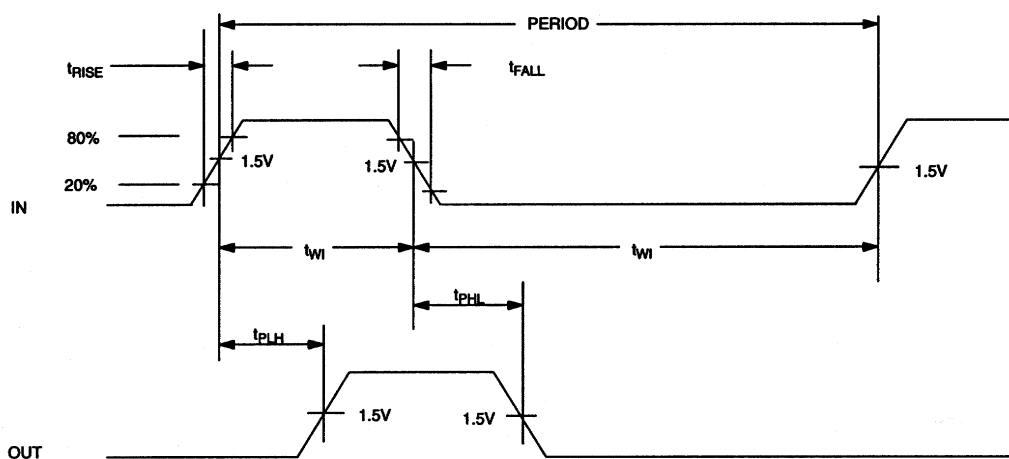 PERIOD
tRISE
tFALL
80%
1.5V
1.5V
20%
1.5V
IN
tWI
tWI
tPHL
tPLH
1.5V
1.5V
OUT